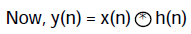 Now, y(n) = x(n) ⊛ h(n)